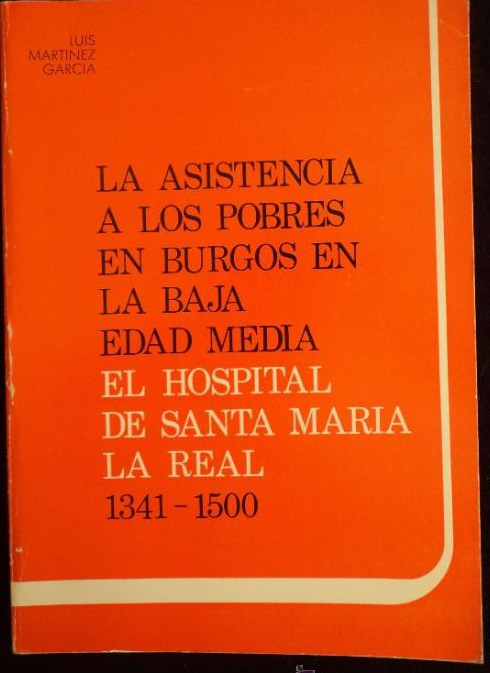 LUIS
MARTINEZ
GARCIA
LA ASISTENCIA
A LOS POBRES
EN BURGOS EN
LA BAJA
EDAD MEDIA
EL HOSPITAL
DE SANTA MARIA
LA REAL
1341-1500